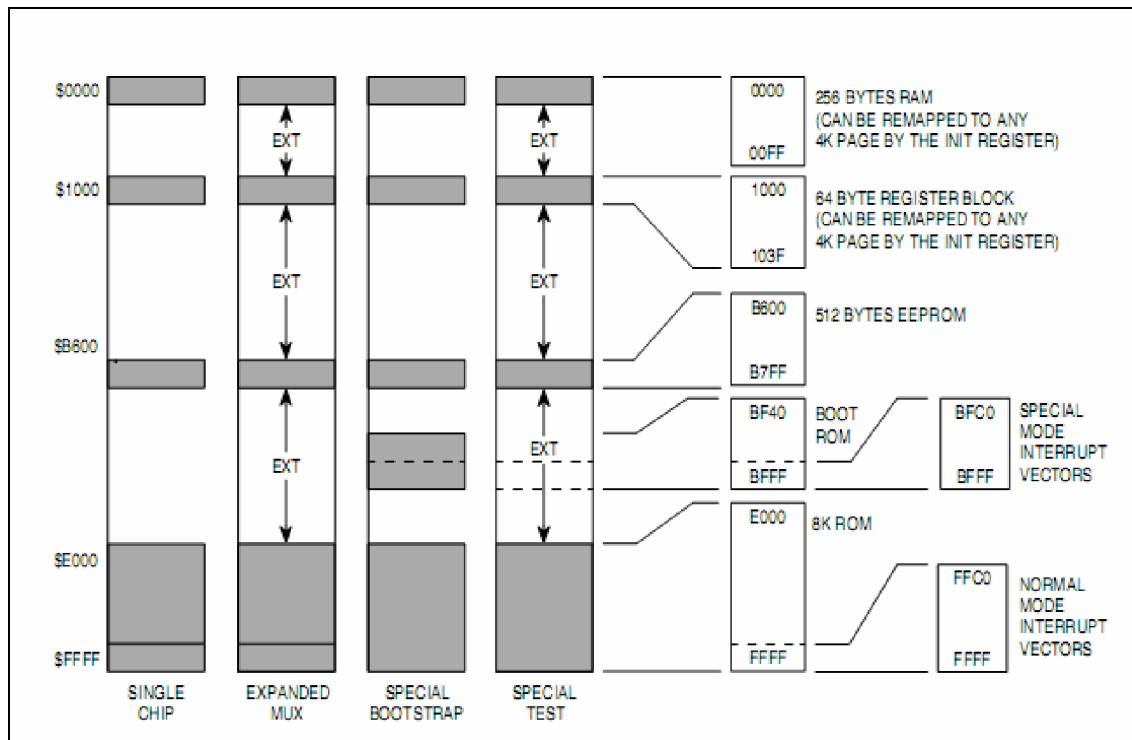 $0000
$1000
$B600
$E000
$FFFF
EXT
EXT
EXT
EXT
EXT
EXT
SINGLE
CHIP
EXPANDED
MUX
SPECIAL
BOOTSTRAP
SPECIAL
TEST
0000
00FF
256 BYTES RAM
(CAN BE REMAPPED TO ANY
4K PAGE BY THE INIT REGISTER)
1000
103F
64 BYTE REGISTER BLOCK
(CAN BE REMAPPED TO ANY
4K PAGE BY THE INIT REGISTER)
B600
B7FF
512 BYTES EEPROM
BF40
BFFF
BOOT
ROM
BFC0
BFFF
SPECIAL
MODE
INTERRUPT
VECTORS
E000
FFFF
8K ROM
FFC0
FFFF
NORMAL
MODE
INTERRUPT
VECTORS